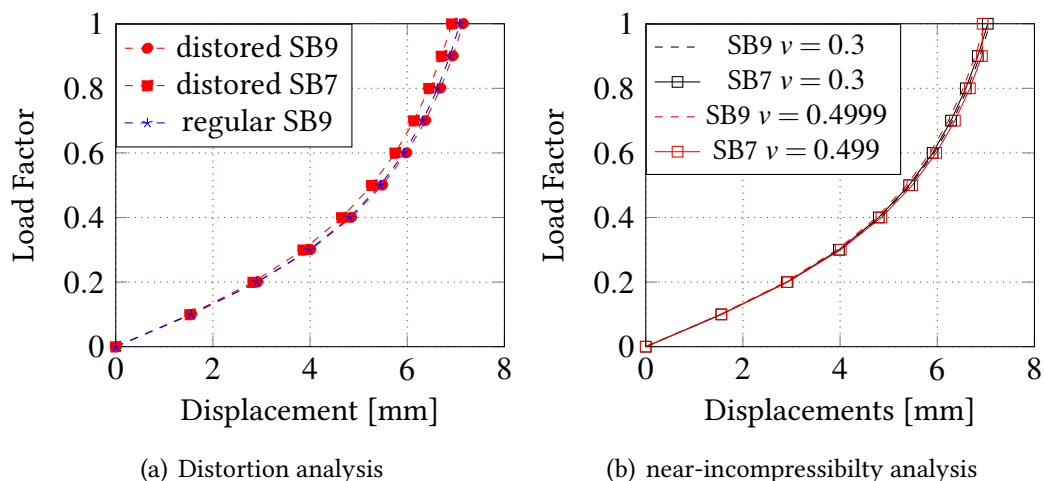 1
0.8
0.6
0.4
0.2
0
Load Factor
distored SB9
distored SB7
regular SB9
0 2 4 6 8
Displacement [mm]
(a) Distortion analysis
1
0.8
0.6
0.4
0.2
0
Load Factor
SB9 ν = 0.3
SB7 ν = 0.3
SB9 ν = 0.4999
SB7 ν = 0.499
0 2 4 6 8
Displacements [mm]
(b) near-incompressibilty analysis